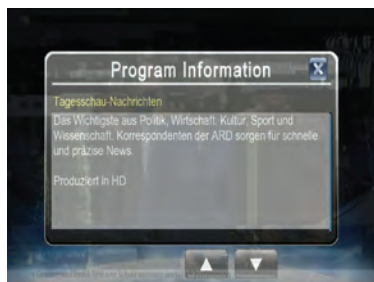 Program Information
X
Tagesschau-Nachrichten
Das Wichtigste aus Politik, Wirtschaft, Kultur, Sport und
Wissenschaft. Korrespondenten der ARD sorgen für schnelle
und präzise News.
Produziert in HD